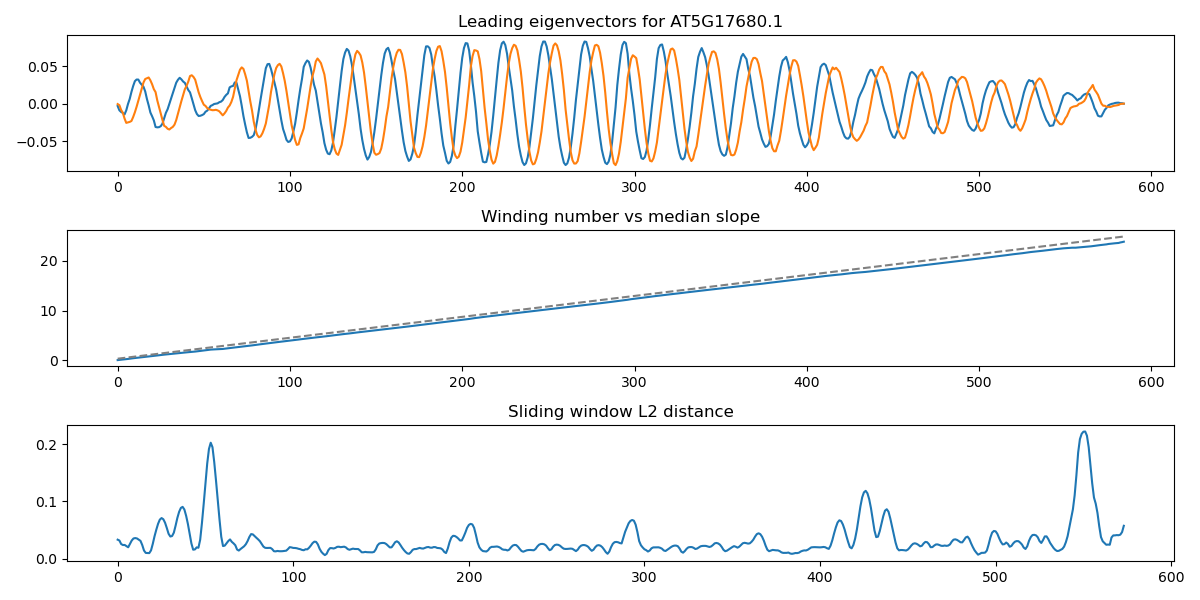 Leading eigenvectors for AT5G17680.1
0.05
0.00
−0.05
0 100 200 300 400 500 600
Winding number vs median slope
20
10
0
0 100 200 300 400 500 600
Sliding window L2 distance
0.2
0.1
0.0
0 100 200 300 400 500 600